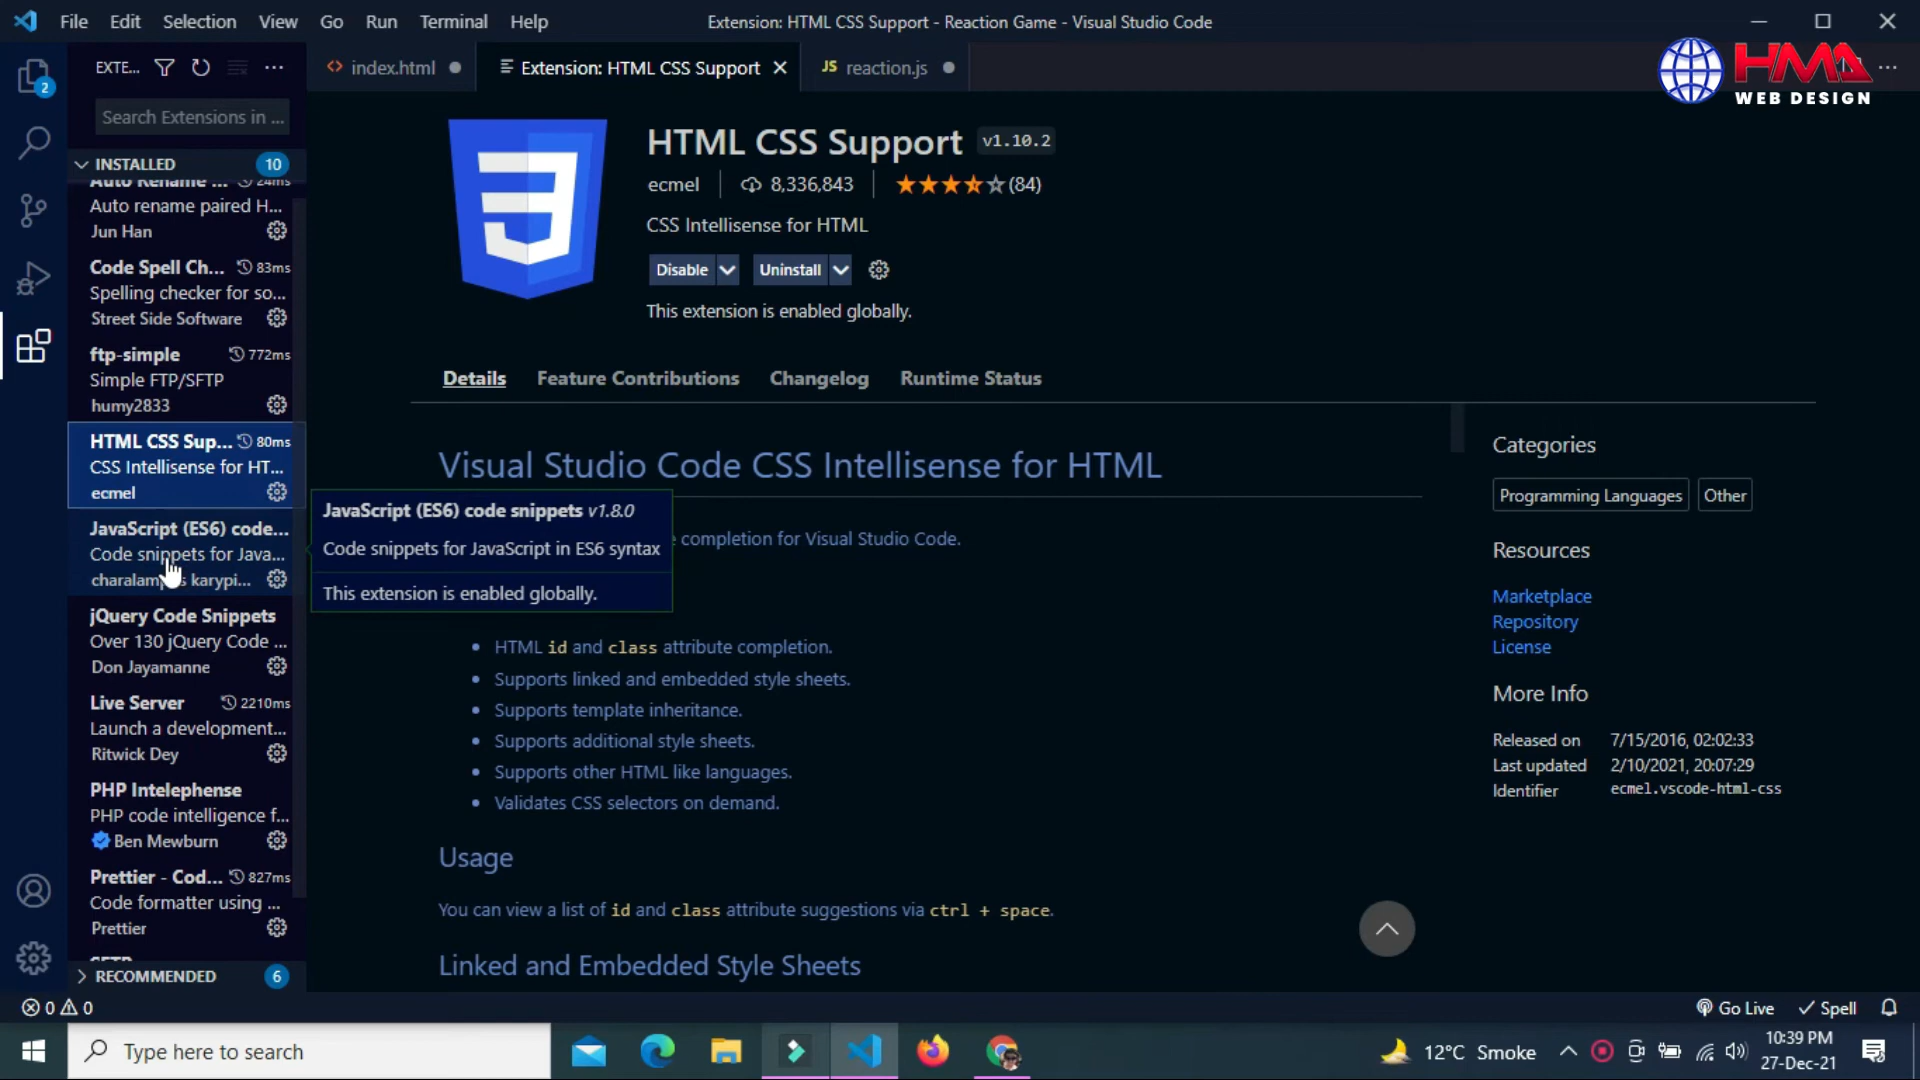 File Edit Selection View Go Run Terminal Help
Extension: HTML CSS Support - Reaction Game - Visual Studio Code
EXTE...
index.html
Extension: HTML CSS Support
JS reaction.js
HMA
WEB DESIGN
2
Search Extensions in ...
INSTALLED 10
Auto Rename ... 24ms
Auto rename paired H...
Jun Han
Code Spell Ch... 83ms
Spelling checker for so...
Street Side Software
ftp-simple 772ms
Simple FTP/SFTP
humy2833
HTML CSS Sup... 80ms
CSS Intellisense for HT...
ecmel
JavaScript (ES6) code...
Code snippets for Java...
karypi...
jQuery Code Snippets
Over 130 jQuery Code ...
Don Jayamanne
Live Server 2210ms
Launch a development...
Ritwick Dey
PHP Intelephense
PHP code intelligence f...
Ben Mewburn
Prettier - Cod... 827ms
Code formatter using ...
Prettier
RECOMMENDED 6
HTML CSS Support v1.10.2
ecmel 8,336,843 (84)
CSS Intellisense for HTML
Disable Uninstall
This extension is enabled globally.
Details Feature Contributions Changelog Runtime Status
Visual Studio Code CSS Intellisense for HTML
JavaScript (ES6) code snippets v1.8.0
Code snippets for JavaScript in ES6 syntax
This extension is enabled globally.
completion for Visual Studio Code.
HTML id and class attribute completion.
Supports linked and embedded style sheets.
Supports template inheritance.
Supports additional style sheets.
Supports other HTML like languages.
Validates CSS selectors on demand.
Usage
You can view a list of id and class attribute suggestions via ctrl + space.
Linked and Embedded Style Sheets
Categories
Programming Languages Other
Resources
Marketplace
Repository
License
More Info
Released on 7/15/2016, 02:02:33
Last updated 2/10/2021, 20:07:29
Identifier ecmel.vscode-html-css
0 0
Go Live Spell
Type here to search
12°C Smoke
10:39 PM
27-Dec-21